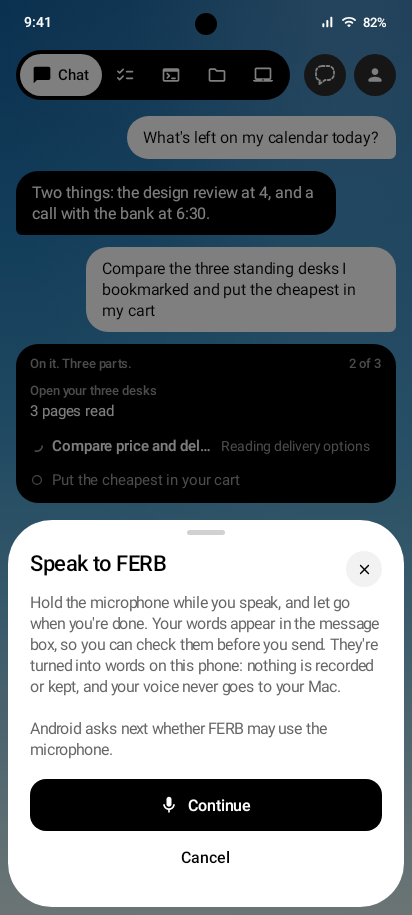 9:41
82%
Chat
What's left on my calendar today?
Two things: the design review at 4, and a
call with the bank at 6:30.
Compare the three standing desks I
bookmarked and put the cheapest in
my cart
On it. Three parts.
2 of 3
Open your three desks
3 pages read
Compare price and del...
Reading delivery options
Put the cheapest in your cart
Speak to FERB
Hold the microphone while you speak, and let go
when you're done. Your words appear in the message
box, so you can check them before you send. They're
turned into words on this phone: nothing is recorded
or kept, and your voice never goes to your Mac.
Android asks next whether FERB may use the
microphone.
Continue
Cancel